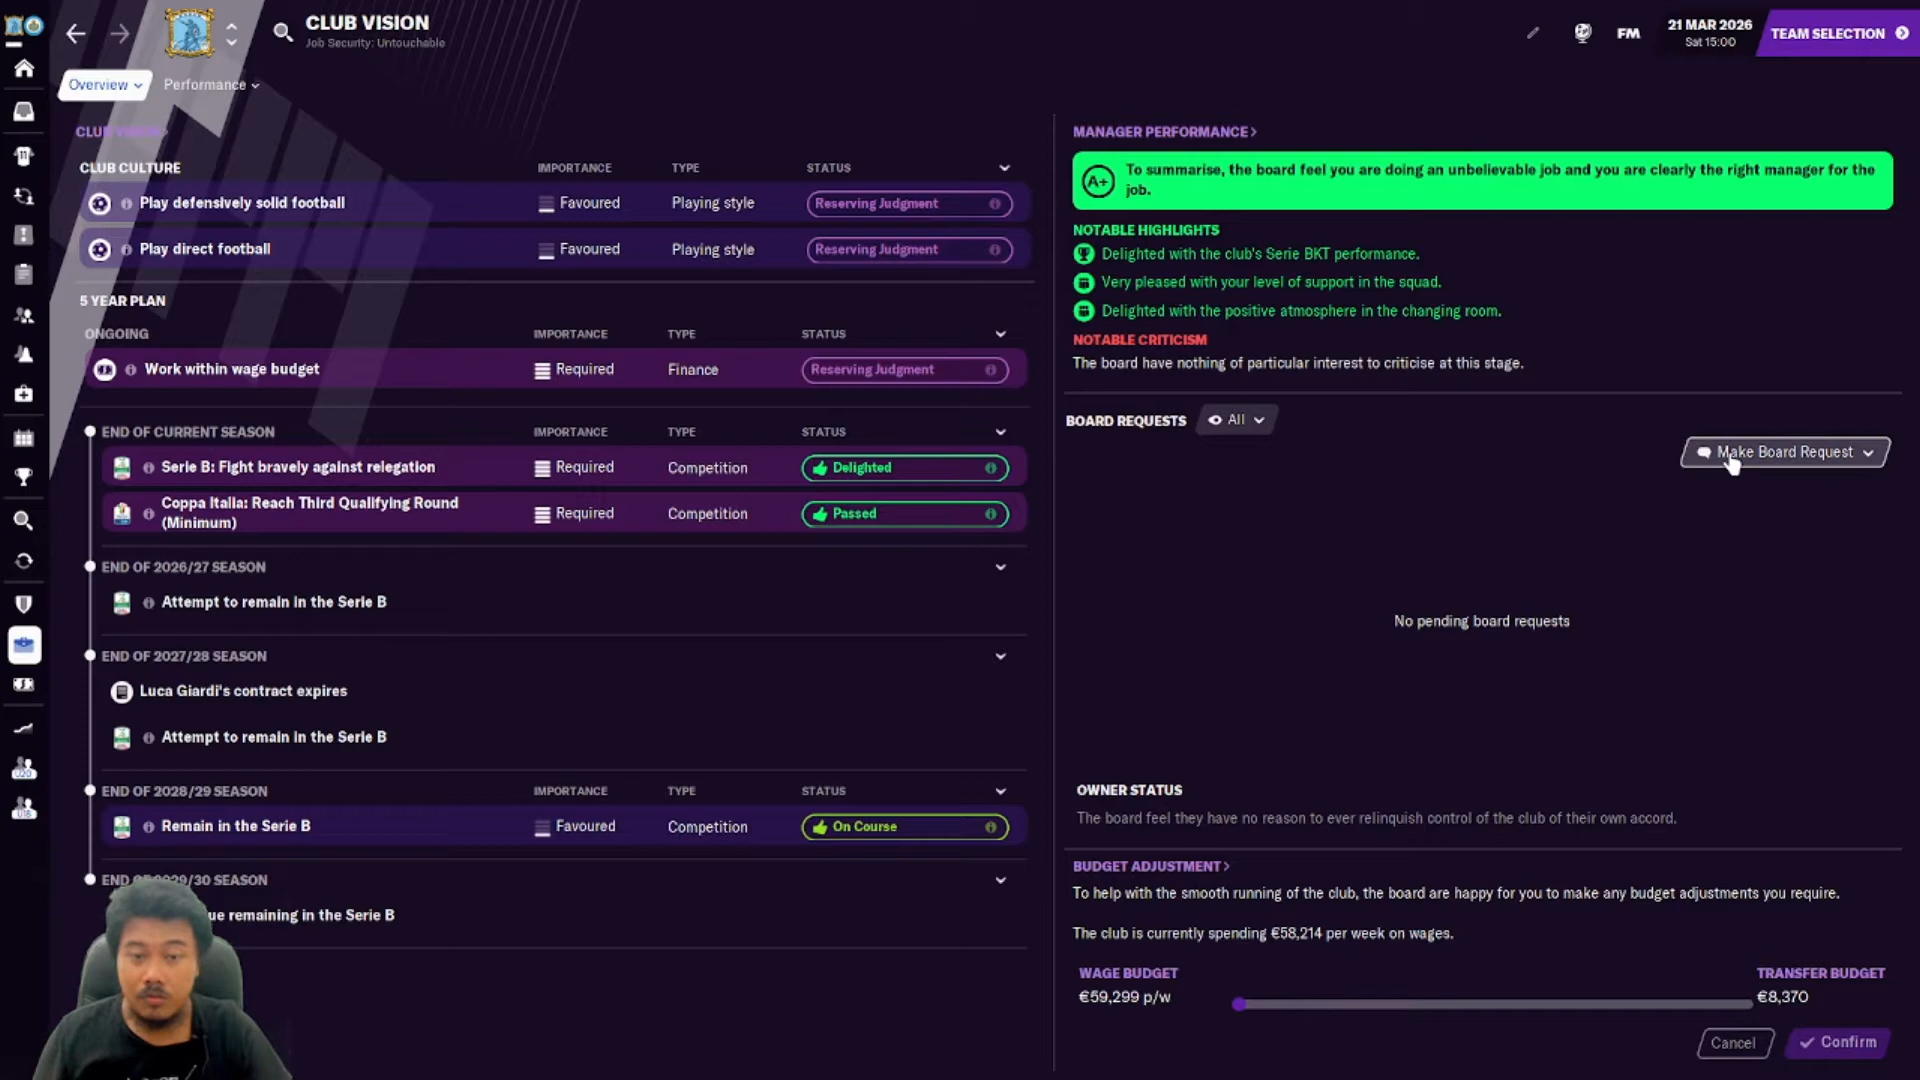 CLUB VISION
Job Security: Untouchable
FM
21 MAR 2026
Sat 15:00
TEAM SELECTION
Overview
Performance
CLUB
CLUB CULTURE IMPORTANCE TYPE STATUS
Play defensively solid football Favoured Playing style Reserving Judgment
Play direct football Favoured Playing style Reserving Judgment
5 YEAR PLAN
ONGOING IMPORTANCE TYPE STATUS
Work within wage budget Required Finance Reserving Judgment
END OF CURRENT SEASON IMPORTANCE TYPE STATUS
Serie B: Fight bravely against relegation Required Competition Delighted
Coppa Italia: Reach Third Qualifying Round
(Minimum) Required Competition Passed
END OF 2026/27 SEASON
Attempt to remain in the Serie B
END OF 2027/28 SEASON
Luca Giardi's contract expires
Attempt to remain in the Serie B
END OF 2028/29 SEASON IMPORTANCE TYPE STATUS
Remain in the Serie B Favoured Competition On Course
END 29/30 SEASON
ue remaining in the Serie B
MANAGER PERFORMANCE
A+
To summarise, the board feel you are doing an unbelievable job and you are clearly the right manager for the
job.
NOTABLE HIGHLIGHTS
Delighted with the club's Serie BKT performance.
Very pleased with your level of support in the squad.
Delighted with the positive atmosphere in the changing room.
NOTABLE CRITICISM
The board have nothing of particular interest to criticise at this stage.
BOARD REQUESTS All
Make Board Request
No pending board requests
OWNER STATUS
The board feel they have no reason to ever relinquish control of the club of their own accord.
BUDGET ADJUSTMENT
To help with the smooth running of the club, the board are happy for you to make any budget adjustments you require.
The club is currently spending €58,214 per week on wages.
WAGE BUDGET TRANSFER BUDGET
€59,299 p/w €8,370
Cancel Confirm
11
U20
U18